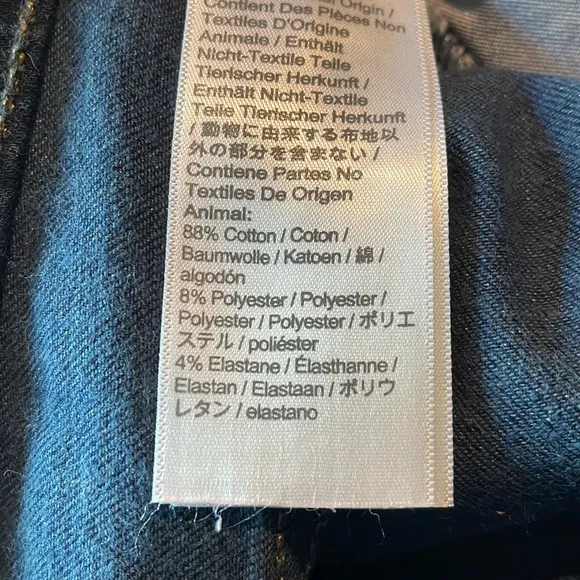 Origin /
Contient Des Pièces Non
Textiles D'Origine
Animale / Enthält
Nicht-Textile Teile
Tierischer Herkunft /
Enthält Nicht-Textile
Teile Tierischer Herkunft
/ 動物に由来する布地以
外の部分を含まない /
Contiene Partes No
Textiles De Origen
Animal:
88% Cotton / Coton /
Baumwolle / Katoen / 綿 /
algodón
8% Polyester / Polyester /
Polyester / Polyester / ポリエ
ステル / poliéster
4% Elastane / Élasthanne /
Elastan / Elastaan / ポリウ
レタン / elastano